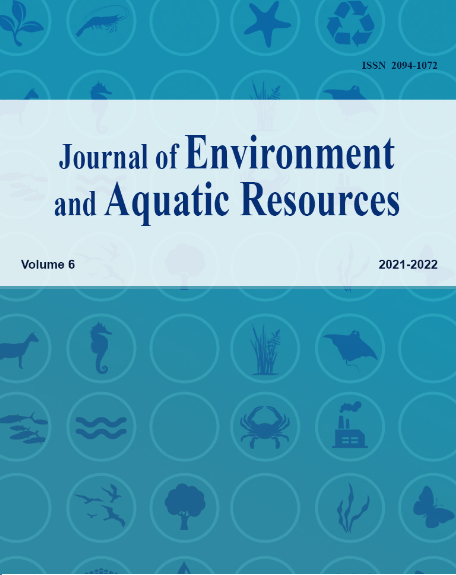 ISSN 2094-1072
Journal of Environment
and Aquatic Resources
Volume 6 2021-2022